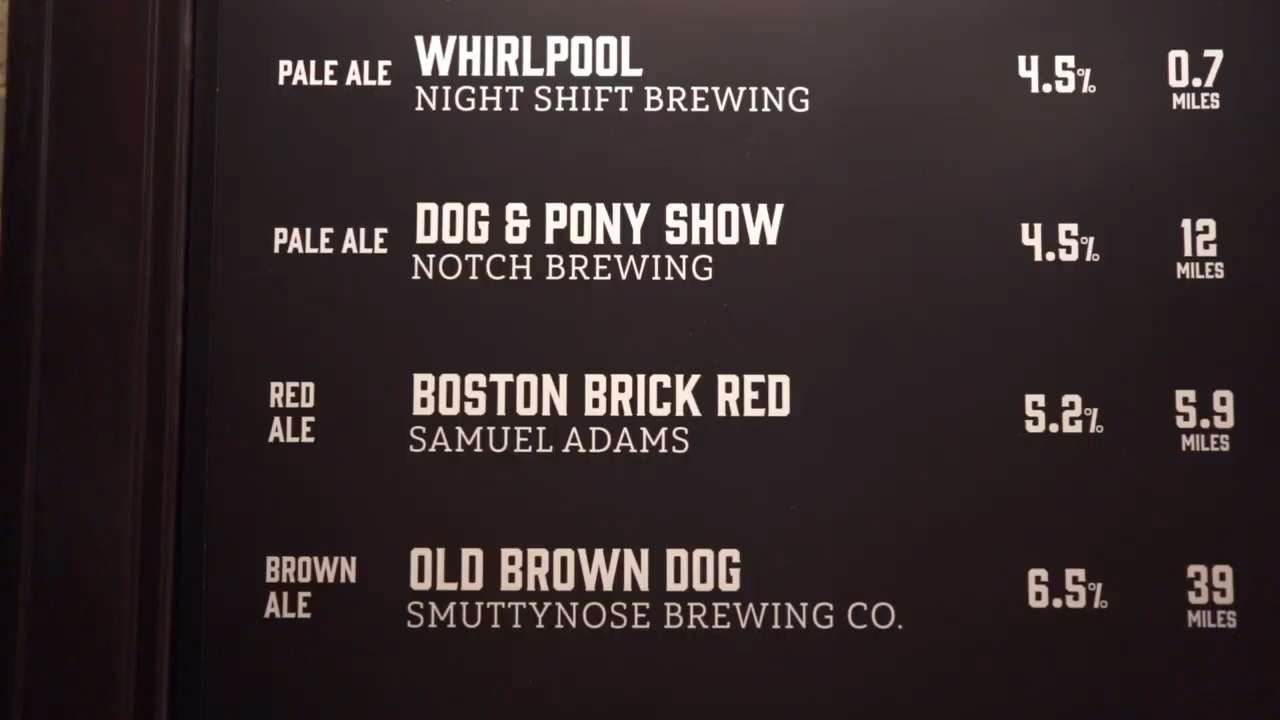 PALE ALE WHIRLPOOL 4.5% 0.7
NIGHT SHIFT BREWING MILES
PALE ALE DOG & PONY SHOW 4.5% 12
NOTCH BREWING MILES
RED BOSTON BRICK RED 5.2% 5.9
ALE SAMUEL ADAMS MILES
BROWN OLD BROWN DOG 6.5% 39
ALE SMUTTYNOSE BREWING CO. MILES